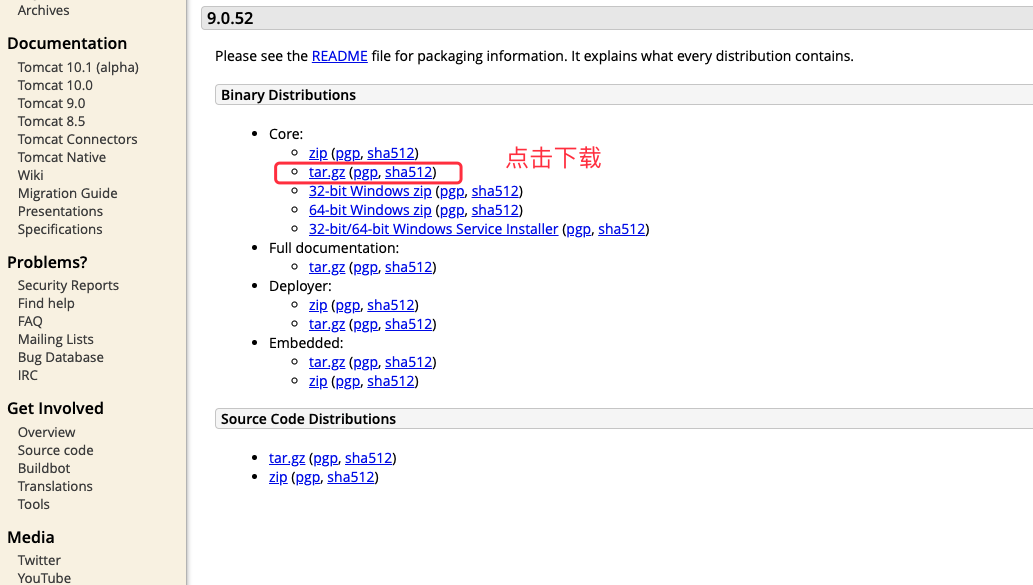 Archives
Documentation
Tomcat 10.1 (alpha)
Tomcat 10.0
Tomcat 9.0
Tomcat 8.5
Tomcat Connectors
Tomcat Native
Wiki
Migration Guide
Presentations
Specifications
Problems?
Security Reports
Find help
FAQ
Mailing Lists
Bug Database
IRC
Get Involved
Overview
Source code
Buildbot
Translations
Tools
Media
Twitter
YouTube
9.0.52
Please see the README file for packaging information. It explains what every distribution contains.
Binary Distributions
Core:
zip (pgp, sha512)
tar.gz (pgp, sha512)
点击下载
32-bit Windows zip (pgp, sha512)
64-bit Windows zip (pgp, sha512)
32-bit/64-bit Windows Service Installer (pgp, sha512)
Full documentation:
tar.gz (pgp, sha512)
Deployer:
zip (pgp, sha512)
tar.gz (pgp, sha512)
Embedded:
tar.gz (pgp, sha512)
zip (pgp, sha512)
Source Code Distributions
tar.gz (pgp, sha512)
zip (pgp, sha512)